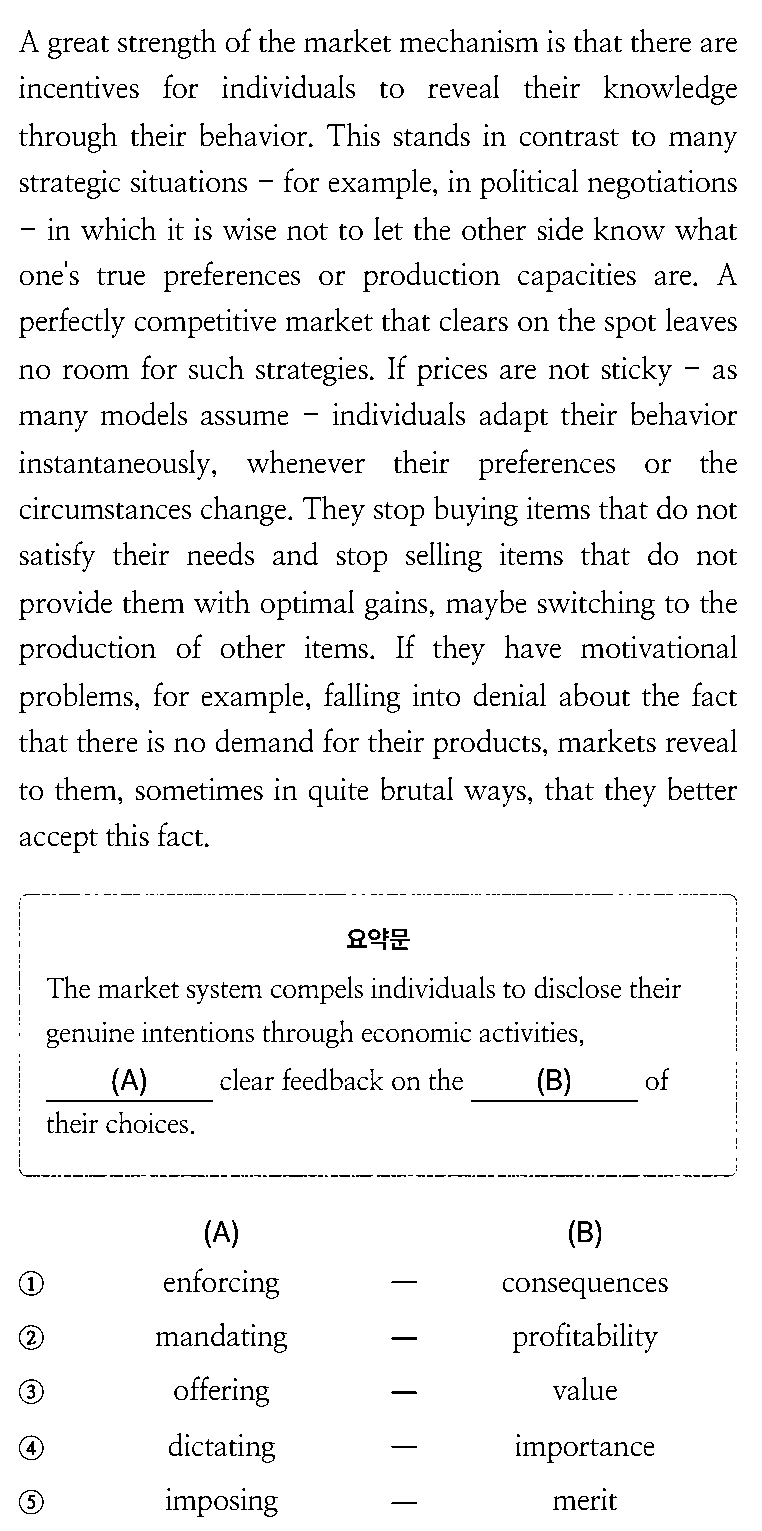 A great strength of the market mechanism is that there are
incentives for individuals to reveal their knowledge
through their behavior. This stands in contrast to many
strategic situations – for example, in political negotiations
– in which it is wise not to let the other side know what
one's true preferences or production capacities are. A
perfectly competitive market that clears on the spot leaves
no room for such strategies. If prices are not sticky – as
many models assume – individuals adapt their behavior
instantaneously, whenever their preferences or the
circumstances change. They stop buying items that do not
satisfy their needs and stop selling items that do not
provide them with optimal gains, maybe switching to the
production of other items. If they have motivational
problems, for example, falling into denial about the fact
that there is no demand for their products, markets reveal
to them, sometimes in quite brutal ways, that they better
accept this fact.
요약문
The market system compels individuals to disclose their
genuine intentions through economic activities,
(A) clear feedback on the (B) of
their choices.
(A) (B)
① enforcing — consequences
② mandating — profitability
③ offering — value
④ dictating — importance
⑤ imposing — merit